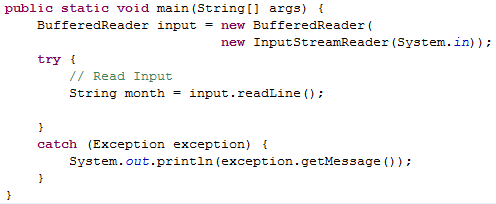 public static void main(String[] args) {
    BufferedReader input = new BufferedReader(
                           new InputStreamReader(System.in));
    try {
        // Read Input
        String month = input.readLine();

    }
    catch (Exception exception) {
        System.out.println(exception.getMessage());
    }
}